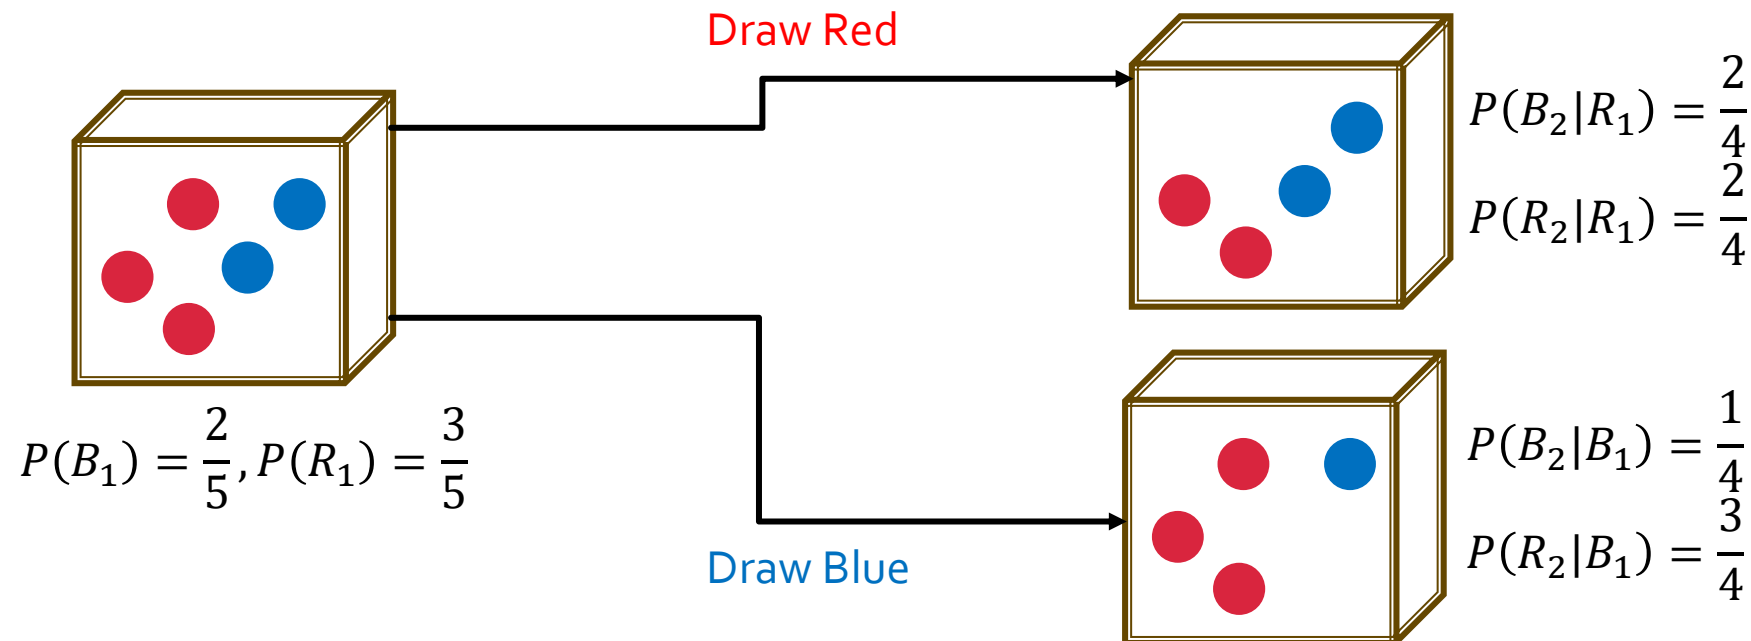 Draw Red
P(B₂|R₁) = 2/4
P(R₂|R₁) = 2/4
P(B₁) = 2/5, P(R₁) = 3/5
Draw Blue
P(B₂|B₁) = 1/4
P(R₂|B₁) = 3/4